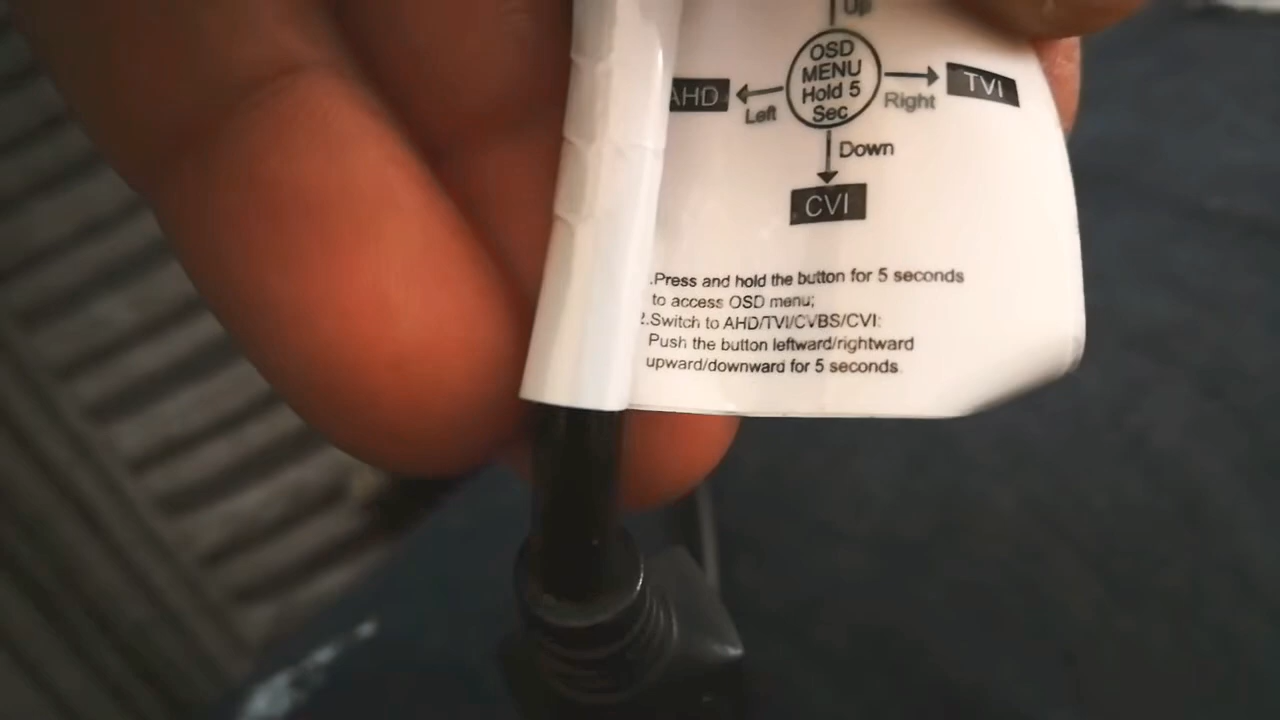 Up
OSD
MENU
Hold 5
Sec
AHD
Left
Right
TVI
Down
CVI
.Press and hold the button for 5 seconds
to access OSD menu;
2.Switch to AHD/TVI/CVBS/CVI:
Push the button leftward/rightward
upward/downward for 5 seconds